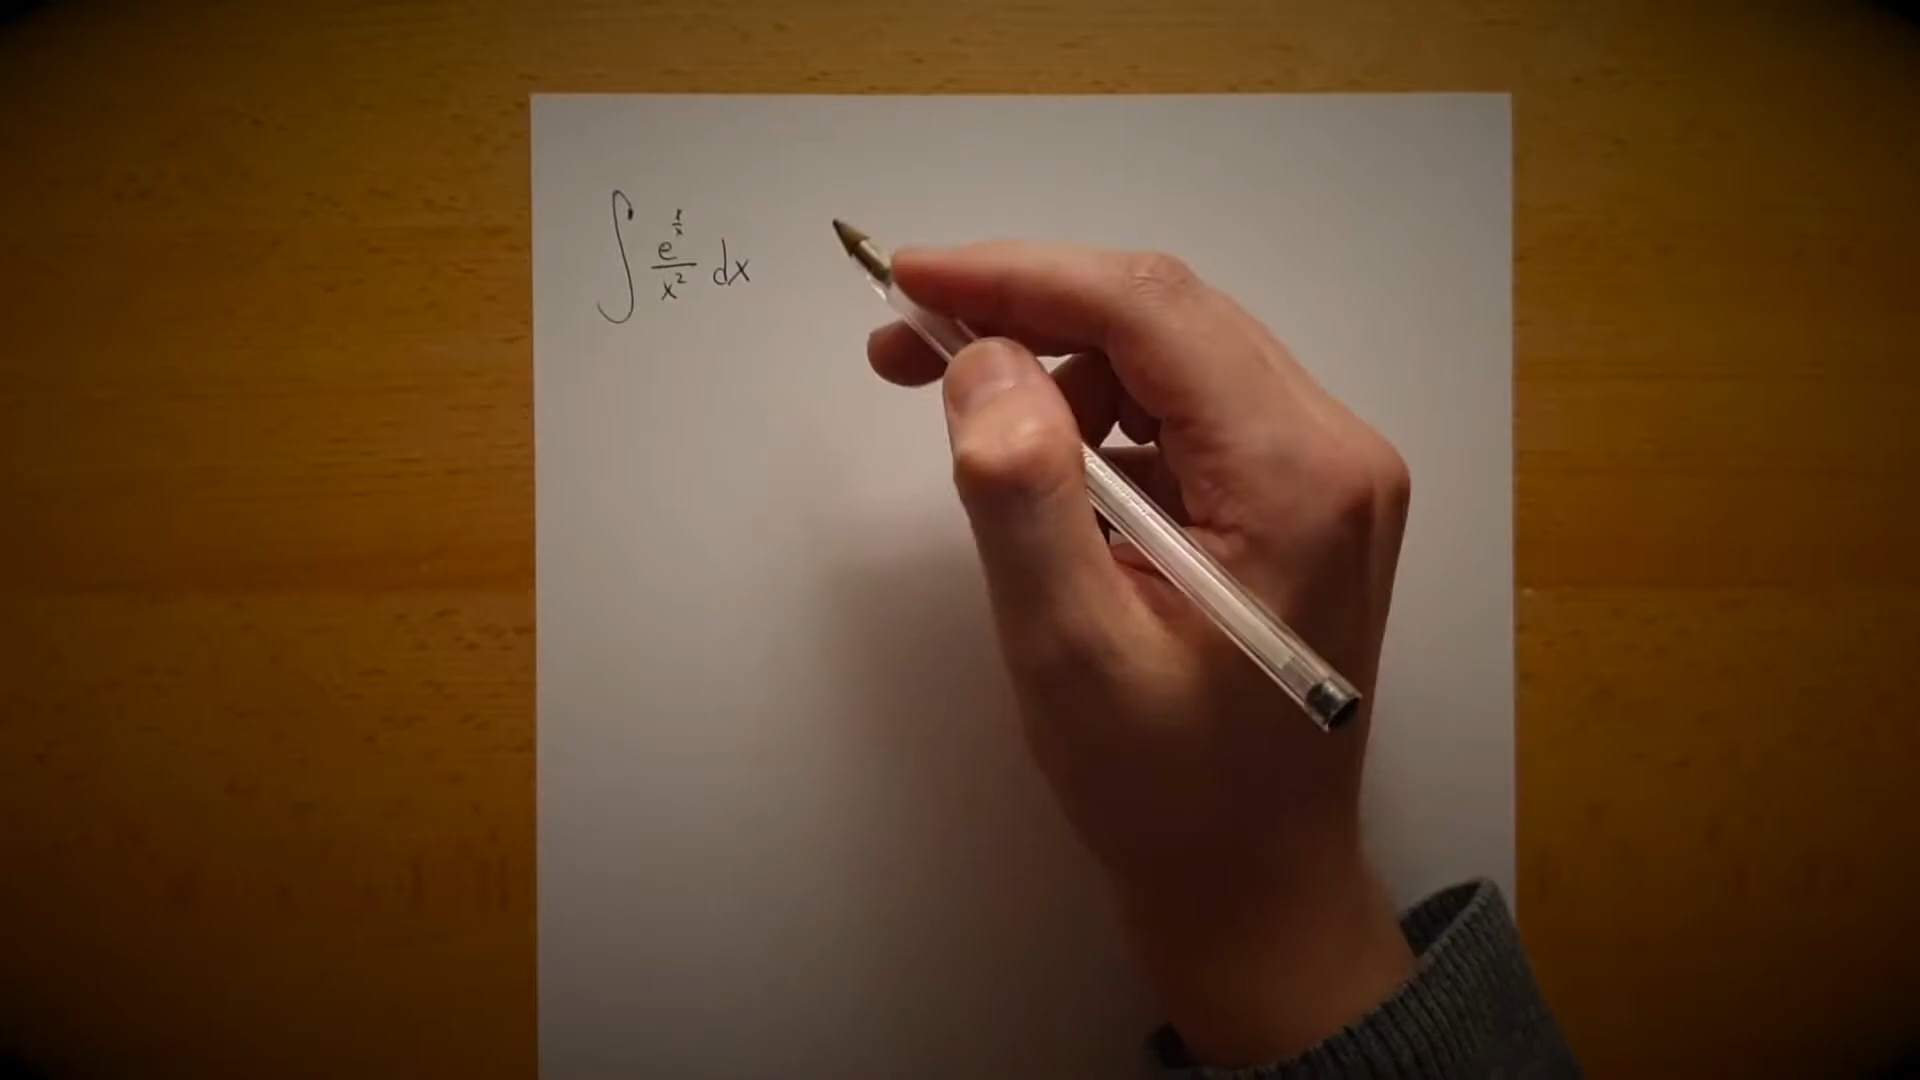 ∫ e^{1/x}/x² dx